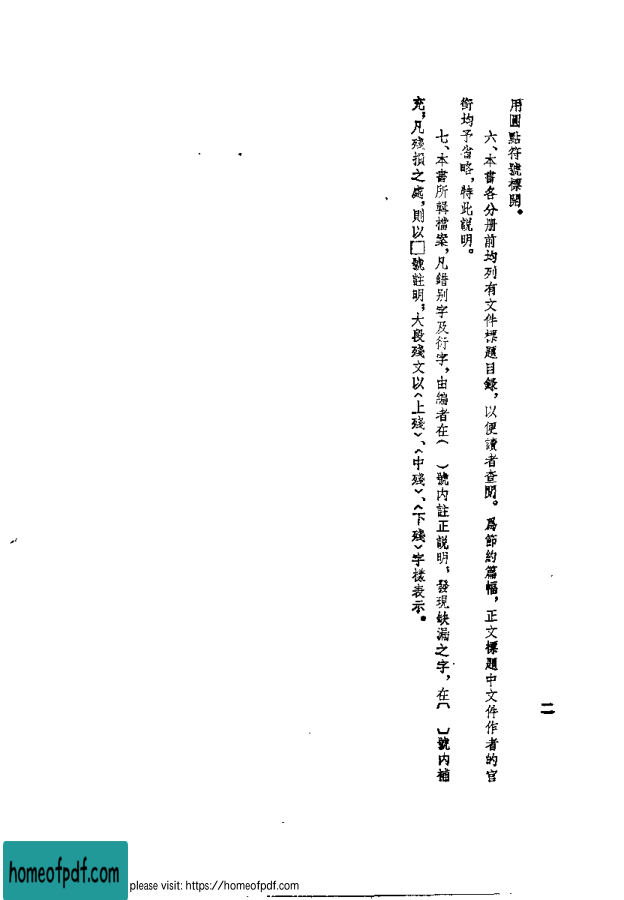 用圓點符號標開。
六、本書各分册前均列有文件標題目錄，以便讀者查閱。爲節約篇幅，正文標題中文件作者的官
銜均予省略，特此説明。
七、本書所輯檔案，凡錯别字及衍字，由編者在（　）號内註正説明，發現缺漏之字，在〔　〕號内補
充，凡殘損之處，則以□號註明，大段殘文以〈上殘〉、〈中殘〉、〈下殘〉字樣表示。
二
homeofpdf.com
please visit: https://homeofpdf.com